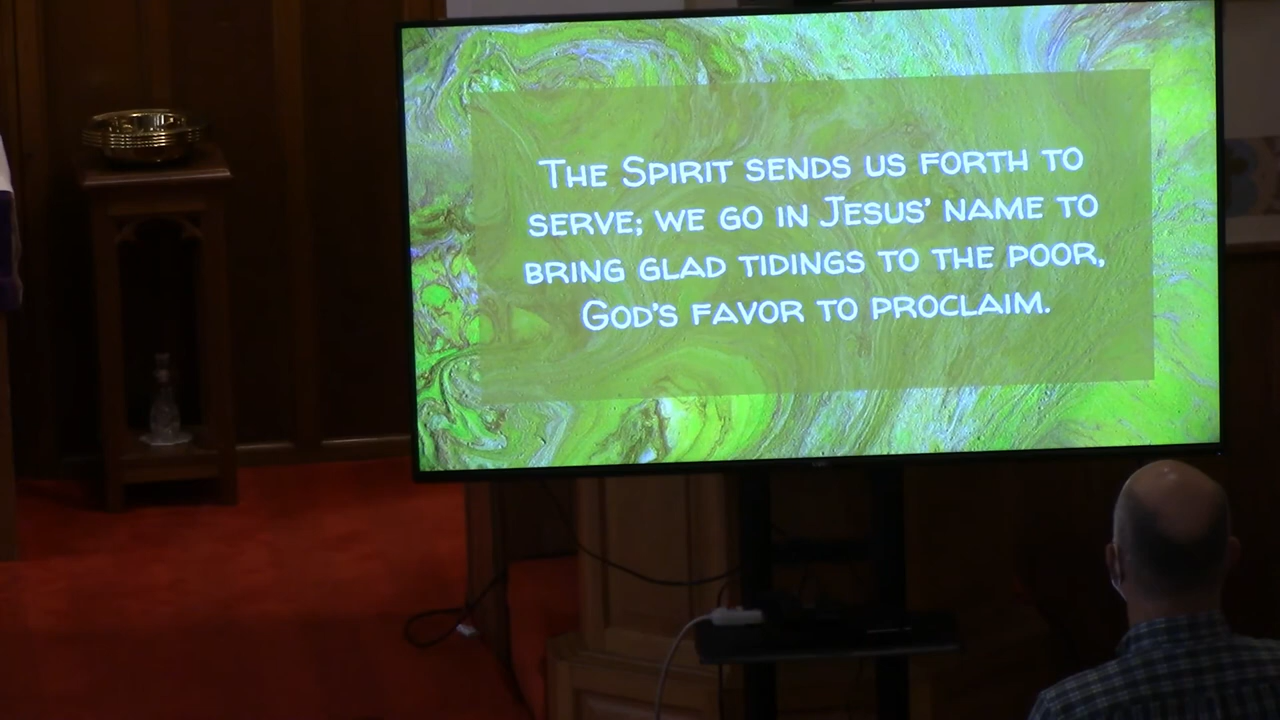 The Spirit sends us forth to
serve; we go in Jesus' name to
bring glad tidings to the poor,
God's favor to proclaim.